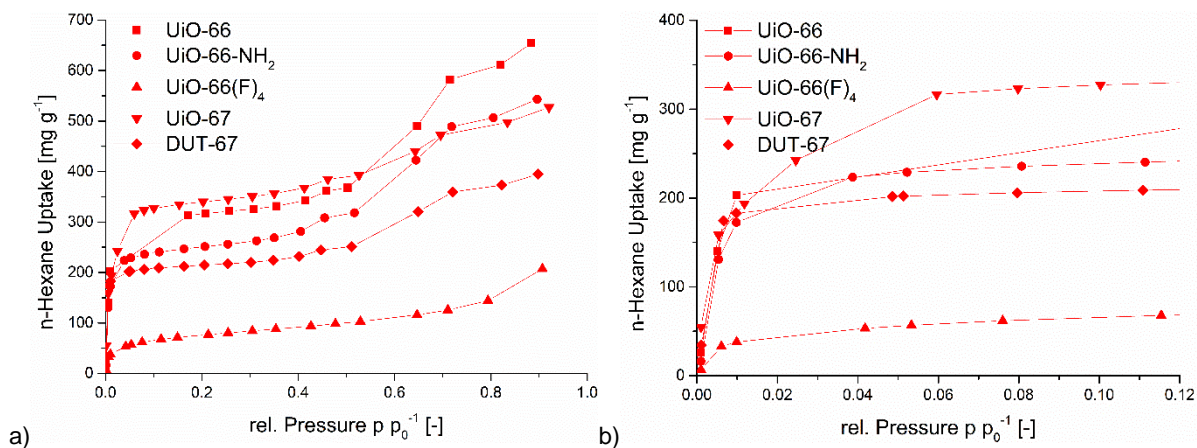 700
600
500
400
300
200
100
0
n-Hexane Uptake [mg g⁻¹]
UiO-66
UiO-66-NH₂
UiO-66(F)₄
UiO-67
DUT-67
0.0 0.2 0.4 0.6 0.8 1.0
rel. Pressure p p₀⁻¹ [-]
a)
400
300
200
100
0
n-Hexane Uptake [mg g⁻¹]
UiO-66
UiO-66-NH₂
UiO-66(F)₄
UiO-67
DUT-67
0.00 0.02 0.04 0.06 0.08 0.10 0.12
rel. Pressure p p₀⁻¹ [-]
b)